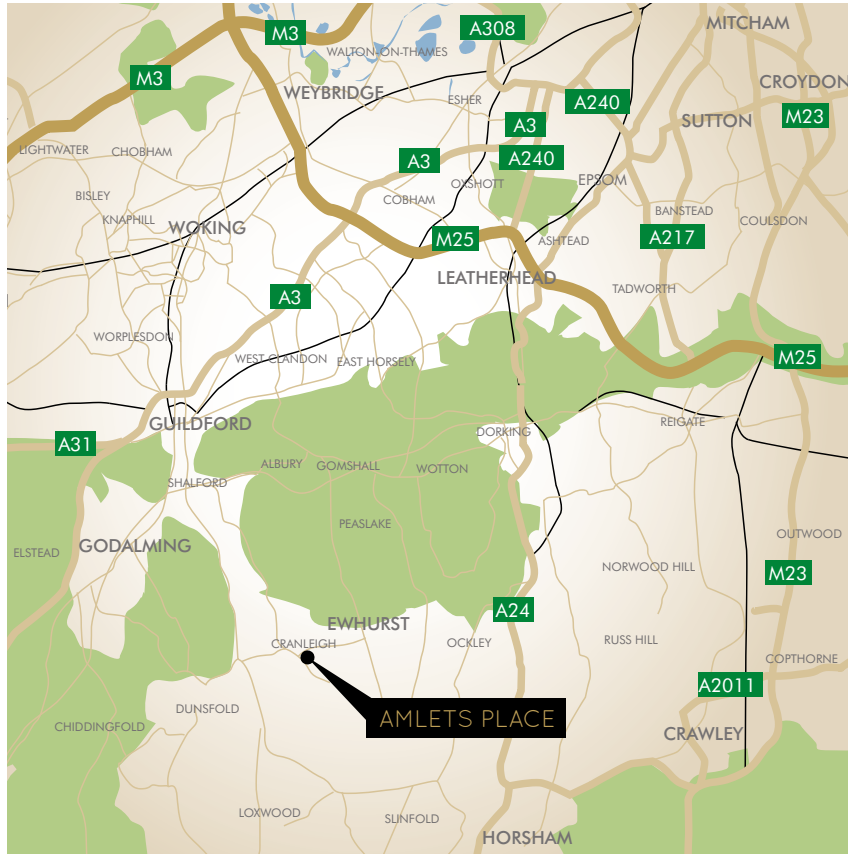 M3
A308
MITCHAM
WALTON-ON-THAMES
M3
WEYBRIDGE
ESHER
A240
CROYDON
M23
SUTTON
A3
LIGHTWATER
CHOBHAM
A3
A240
OXSHOTT
EPSOM
BISLEY
KNAPHILL
COBHAM
BANSTEAD
COULSDON
WOKING
M25
ASHTEAD
A217
LEATHERHEAD
A3
TADWORTH
WORPLESDON
WEST CLANDON
EAST HORSELY
M25
GUILDFORD
DORKING
REIGATE
A31
ALBURY
GOMSHALL
WOTTON
SHALFORD
PEASLAKE
OUTWOOD
GODALMING
ELSTEAD
NORWOOD HILL
M23
A24
EWHURST
CRANLEIGH
OCKLEY
RUSS HILL
COPTHORNE
A2011
DUNSFOLD
AMLETS PLACE
CHIDDINGFOLD
CRAWLEY
LOXWOOD
SLINFOLD
HORSHAM